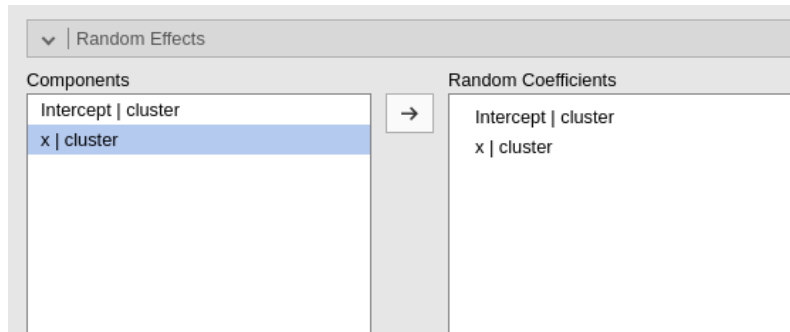 Random Effects
Components
Random Coefficients
Intercept | cluster
x | cluster
Intercept | cluster
x | cluster